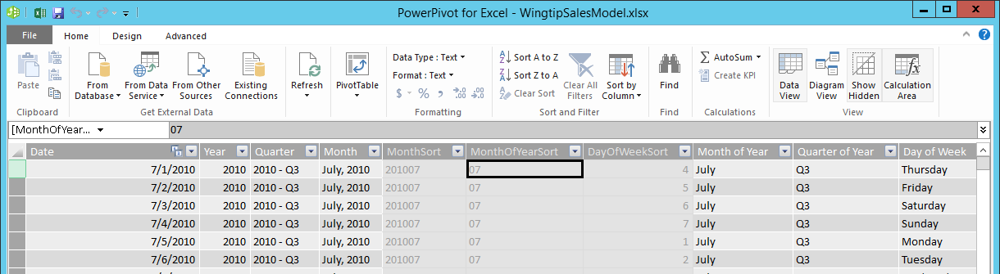 PowerPivot for Excel - WingtipSalesModel.xlsx
File Home Design Advanced
Paste
Clipboard
From Database
From Data Service
From Other Sources
Existing Connections
Get External Data
Refresh
PivotTable
Data Type : Text
Format : Text
$ % , .00 .00
Formatting
Sort A to Z
Sort Z to A
Clear Sort
Clear All Filters
Sort by Column
Sort and Filter
Find
Find
AutoSum
Create KPI
Calculations
Data View
Diagram View
Show Hidden
Calculation Area
View
[MonthOfYear... 07
Date Year Quarter Month MonthSort MonthOfYearSort DayOfWeekSort Month of Year Quarter of Year Day of Week
7/1/2010 2010 2010 - Q3 July, 2010 201007 07 4 July Q3 Thursday
7/2/2010 2010 2010 - Q3 July, 2010 201007 07 5 July Q3 Friday
7/3/2010 2010 2010 - Q3 July, 2010 201007 07 6 July Q3 Saturday
7/4/2010 2010 2010 - Q3 July, 2010 201007 07 7 July Q3 Sunday
7/5/2010 2010 2010 - Q3 July, 2010 201007 07 1 July Q3 Monday
7/6/2010 2010 2010 - Q3 July, 2010 201007 07 2 July Q3 Tuesday